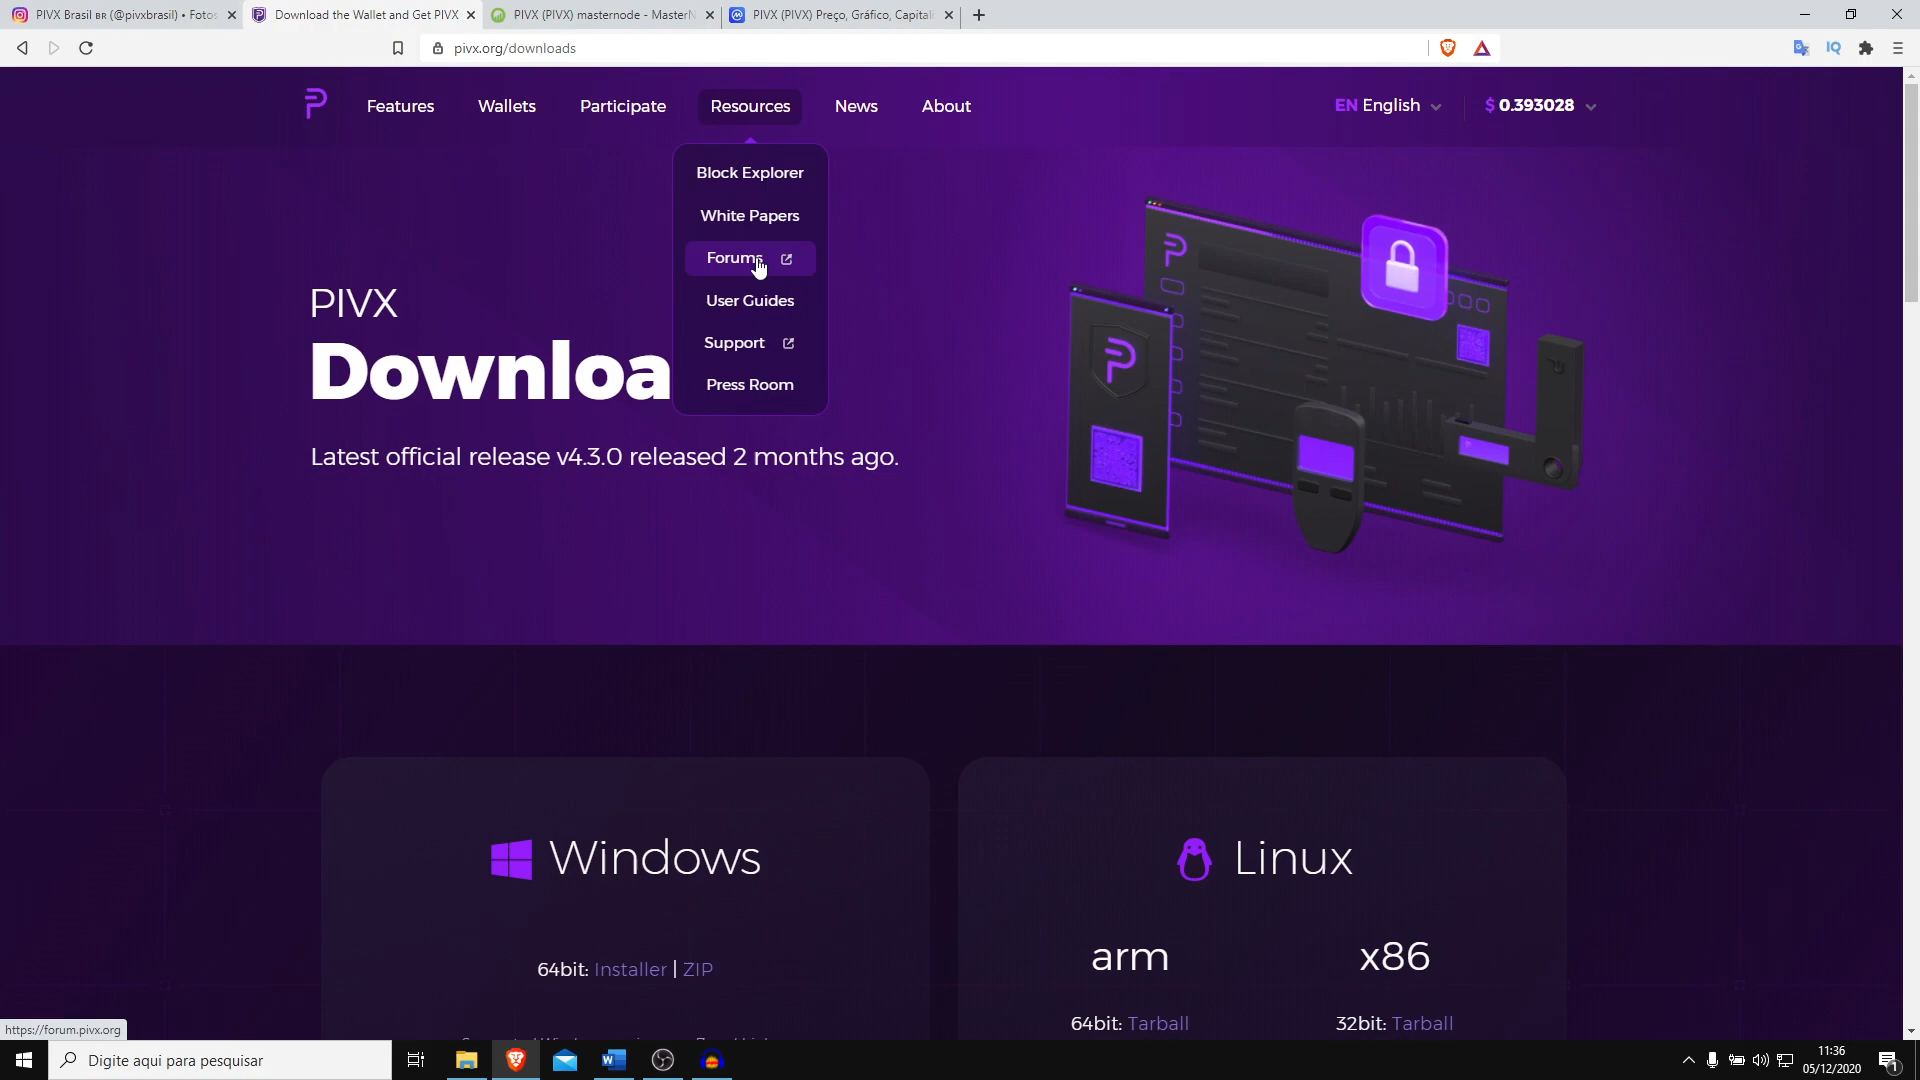 PIVX Brasil ʙʀ (@pivxbrasil) • Fotos
Download the Wallet and Get PIVX
PIVX (PIVX) masternode - MasterN
PIVX (PIVX) Preço, Gráfico, Capitali
pivx.org/downloads
Features
Wallets
Participate
Resources
News
About
EN English
$ 0.393028
Block Explorer
White Papers
Forums
User Guides
Support
Press Room
PIVX
Downloa
Latest official release v4.3.0 released 2 months ago.
Windows
64bit: Installer | ZIP
Linux
arm
x86
64bit: Tarball
32bit: Tarball
https://forum.pivx.org
Digite aqui para pesquisar
11:36
05/12/2020
1